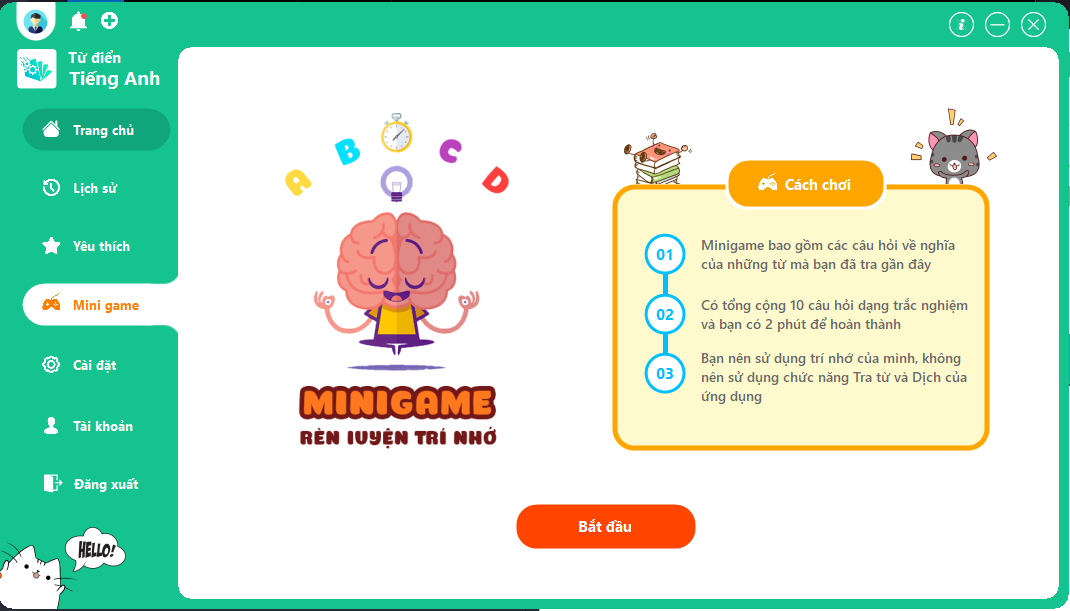 Từ điển
Tiếng Anh
Trang chủ
Lịch sử
Yêu thích
Mini game
Cài đặt
Tài khoản
Đăng xuất
HELLO!
A B C D
MINIGAME
RÈN LUYỆN TRÍ NHỚ
Cách chơi
01
Minigame bao gồm các câu hỏi về nghĩa
của những từ mà bạn đã tra gần đây
02
Có tổng cộng 10 câu hỏi dạng trắc nghiệm
và bạn có 2 phút để hoàn thành
03
Bạn nên sử dụng trí nhớ của mình, không
nên sử dụng chức năng Tra từ và Dịch của
ứng dụng
Bắt đầu